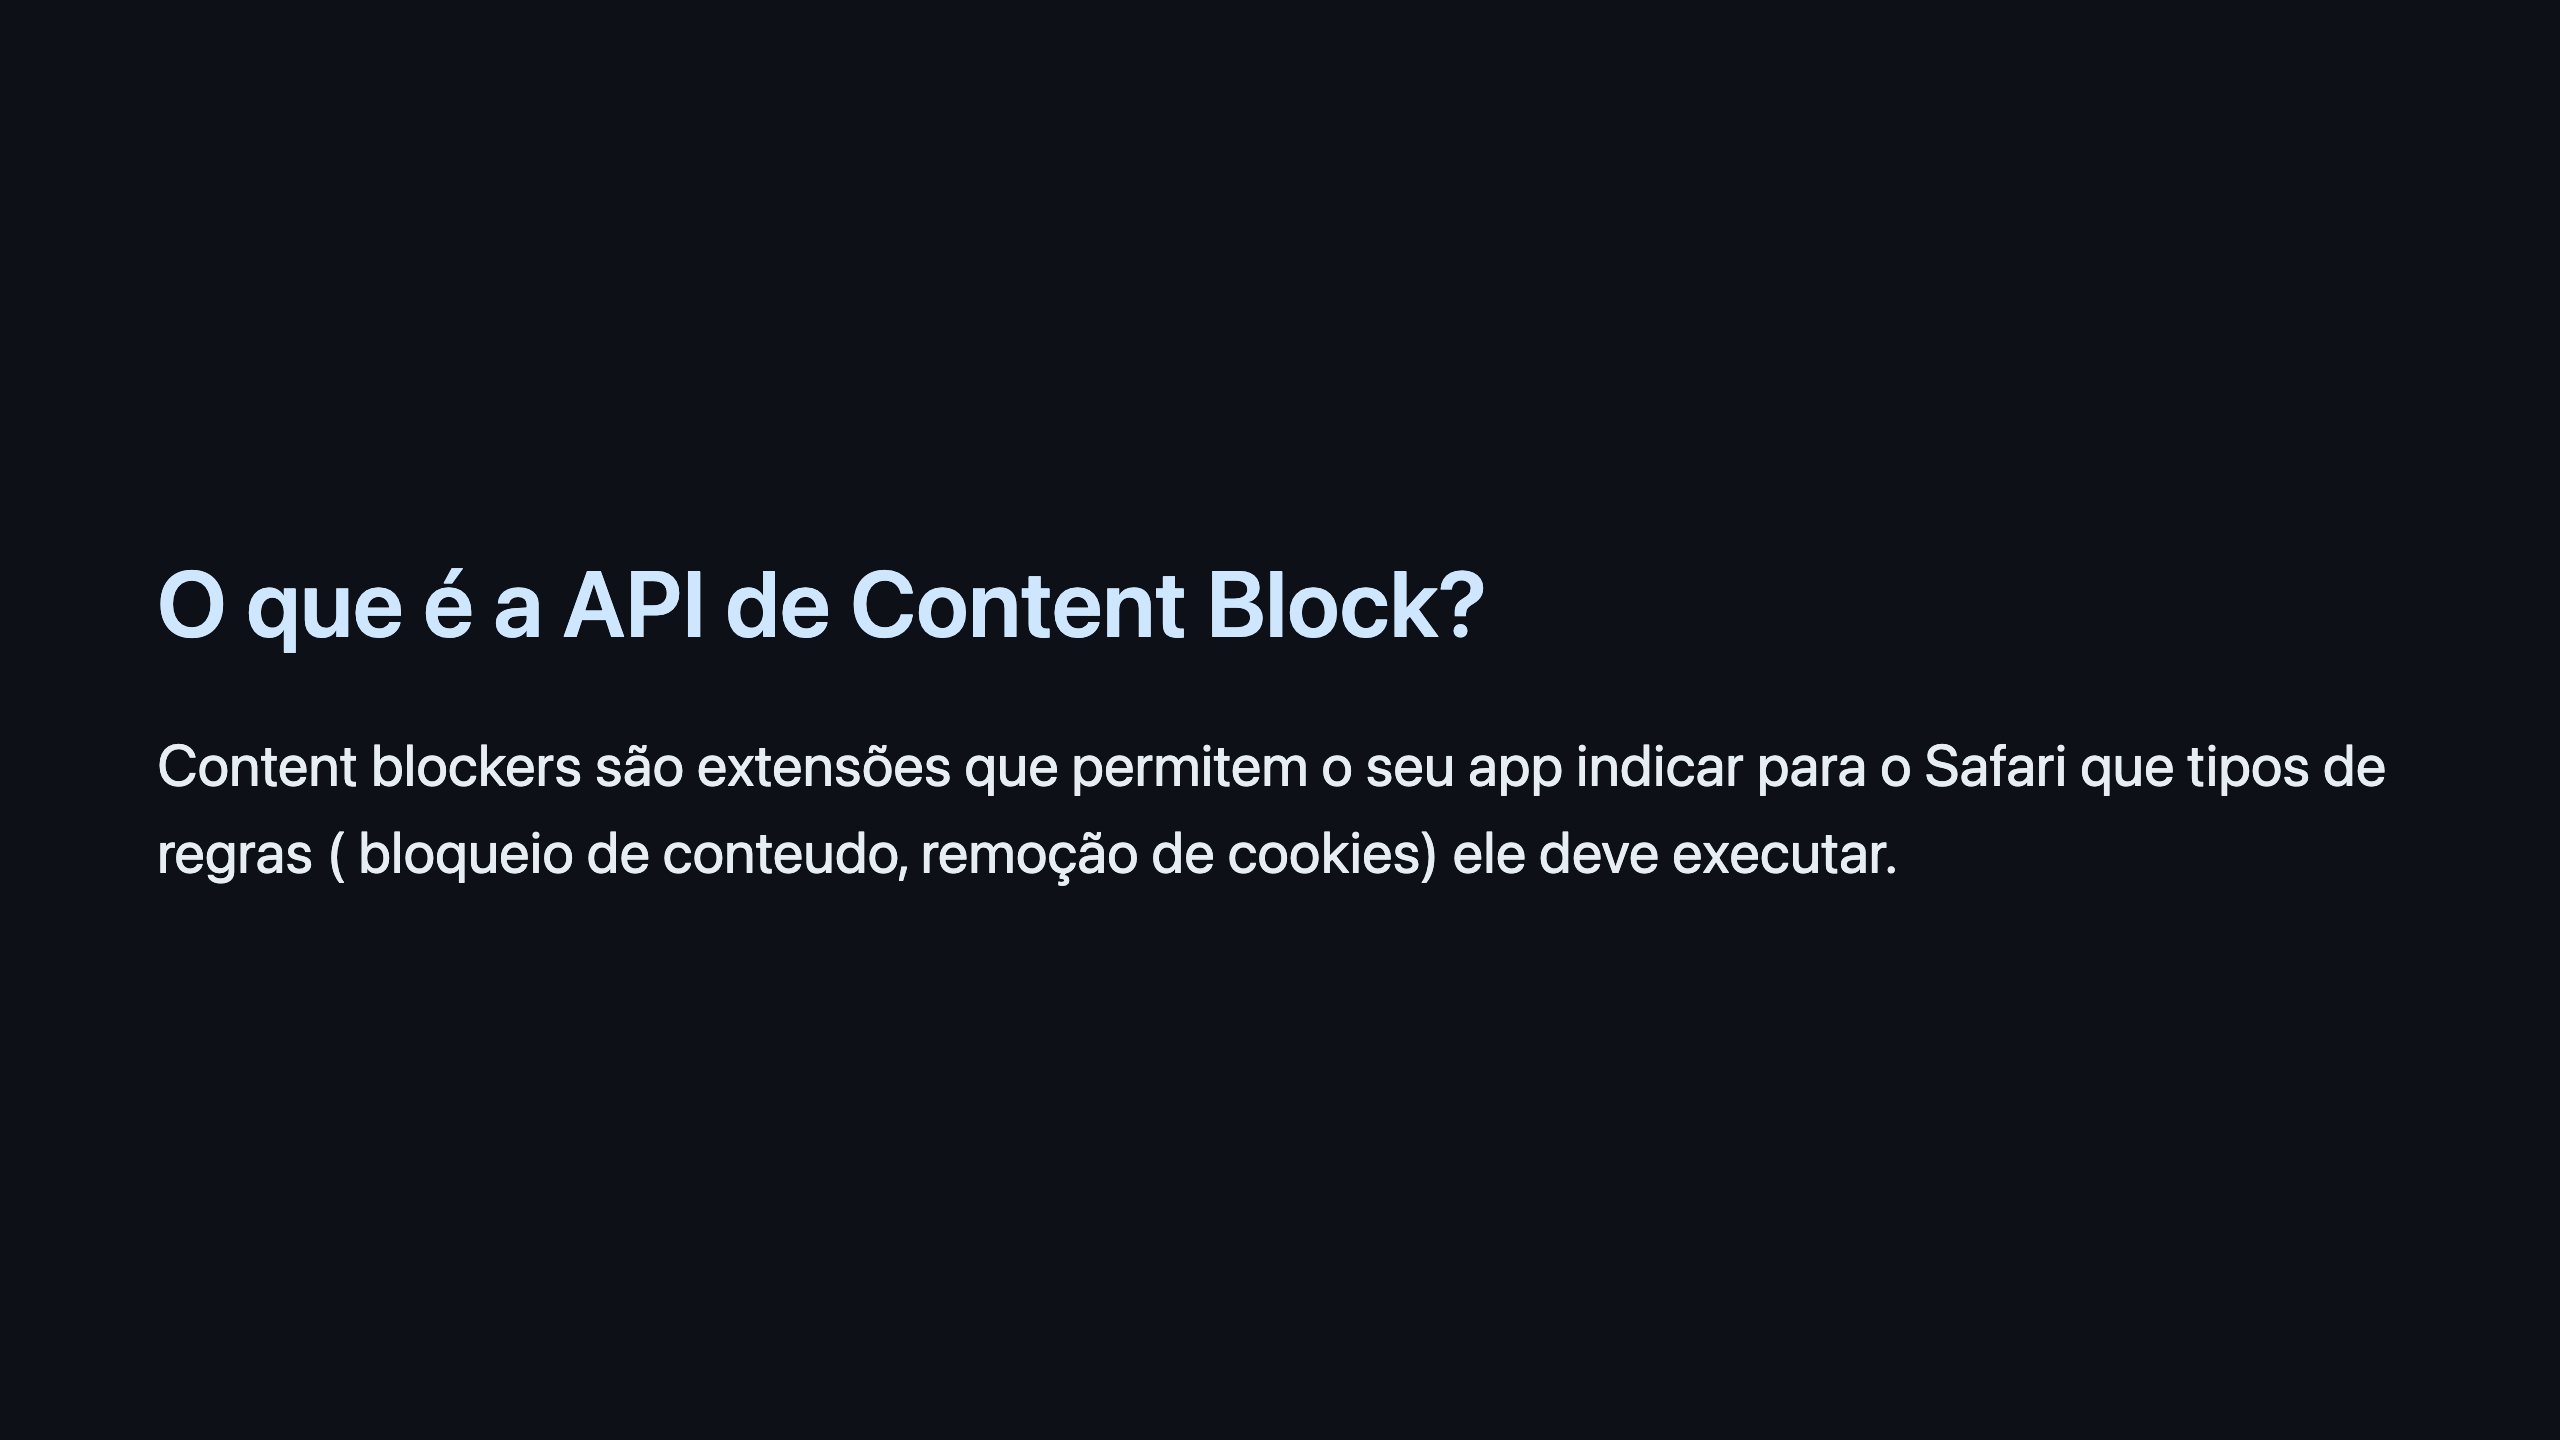 O que é a API de Content Block?
Content blockers são extensões que permitem o seu app indicar para o Safari que tipos de
regras ( bloqueio de conteudo, remoção de cookies) ele deve executar.